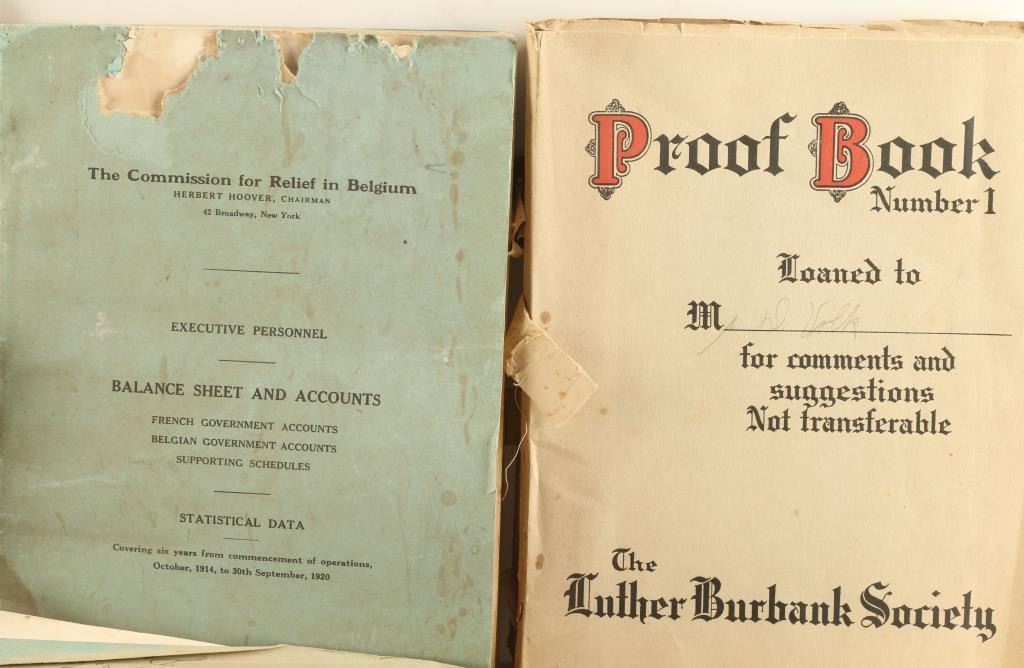 The Commission for Relief in Belgium
HERBERT HOOVER, CHAIRMAN
42 Broadway, New York
EXECUTIVE PERSONNEL
BALANCE SHEET AND ACCOUNTS
FRENCH GOVERNMENT ACCOUNTS
BELGIAN GOVERNMENT ACCOUNTS
SUPPORTING SCHEDULES
STATISTICAL DATA
Covering six years from commencement of operations,
October, 1914, to 30th September, 1920
Proof Book
Number 1
Loaned to
M
for comments and
suggestions
Not transferable
The
Luther Burbank Society